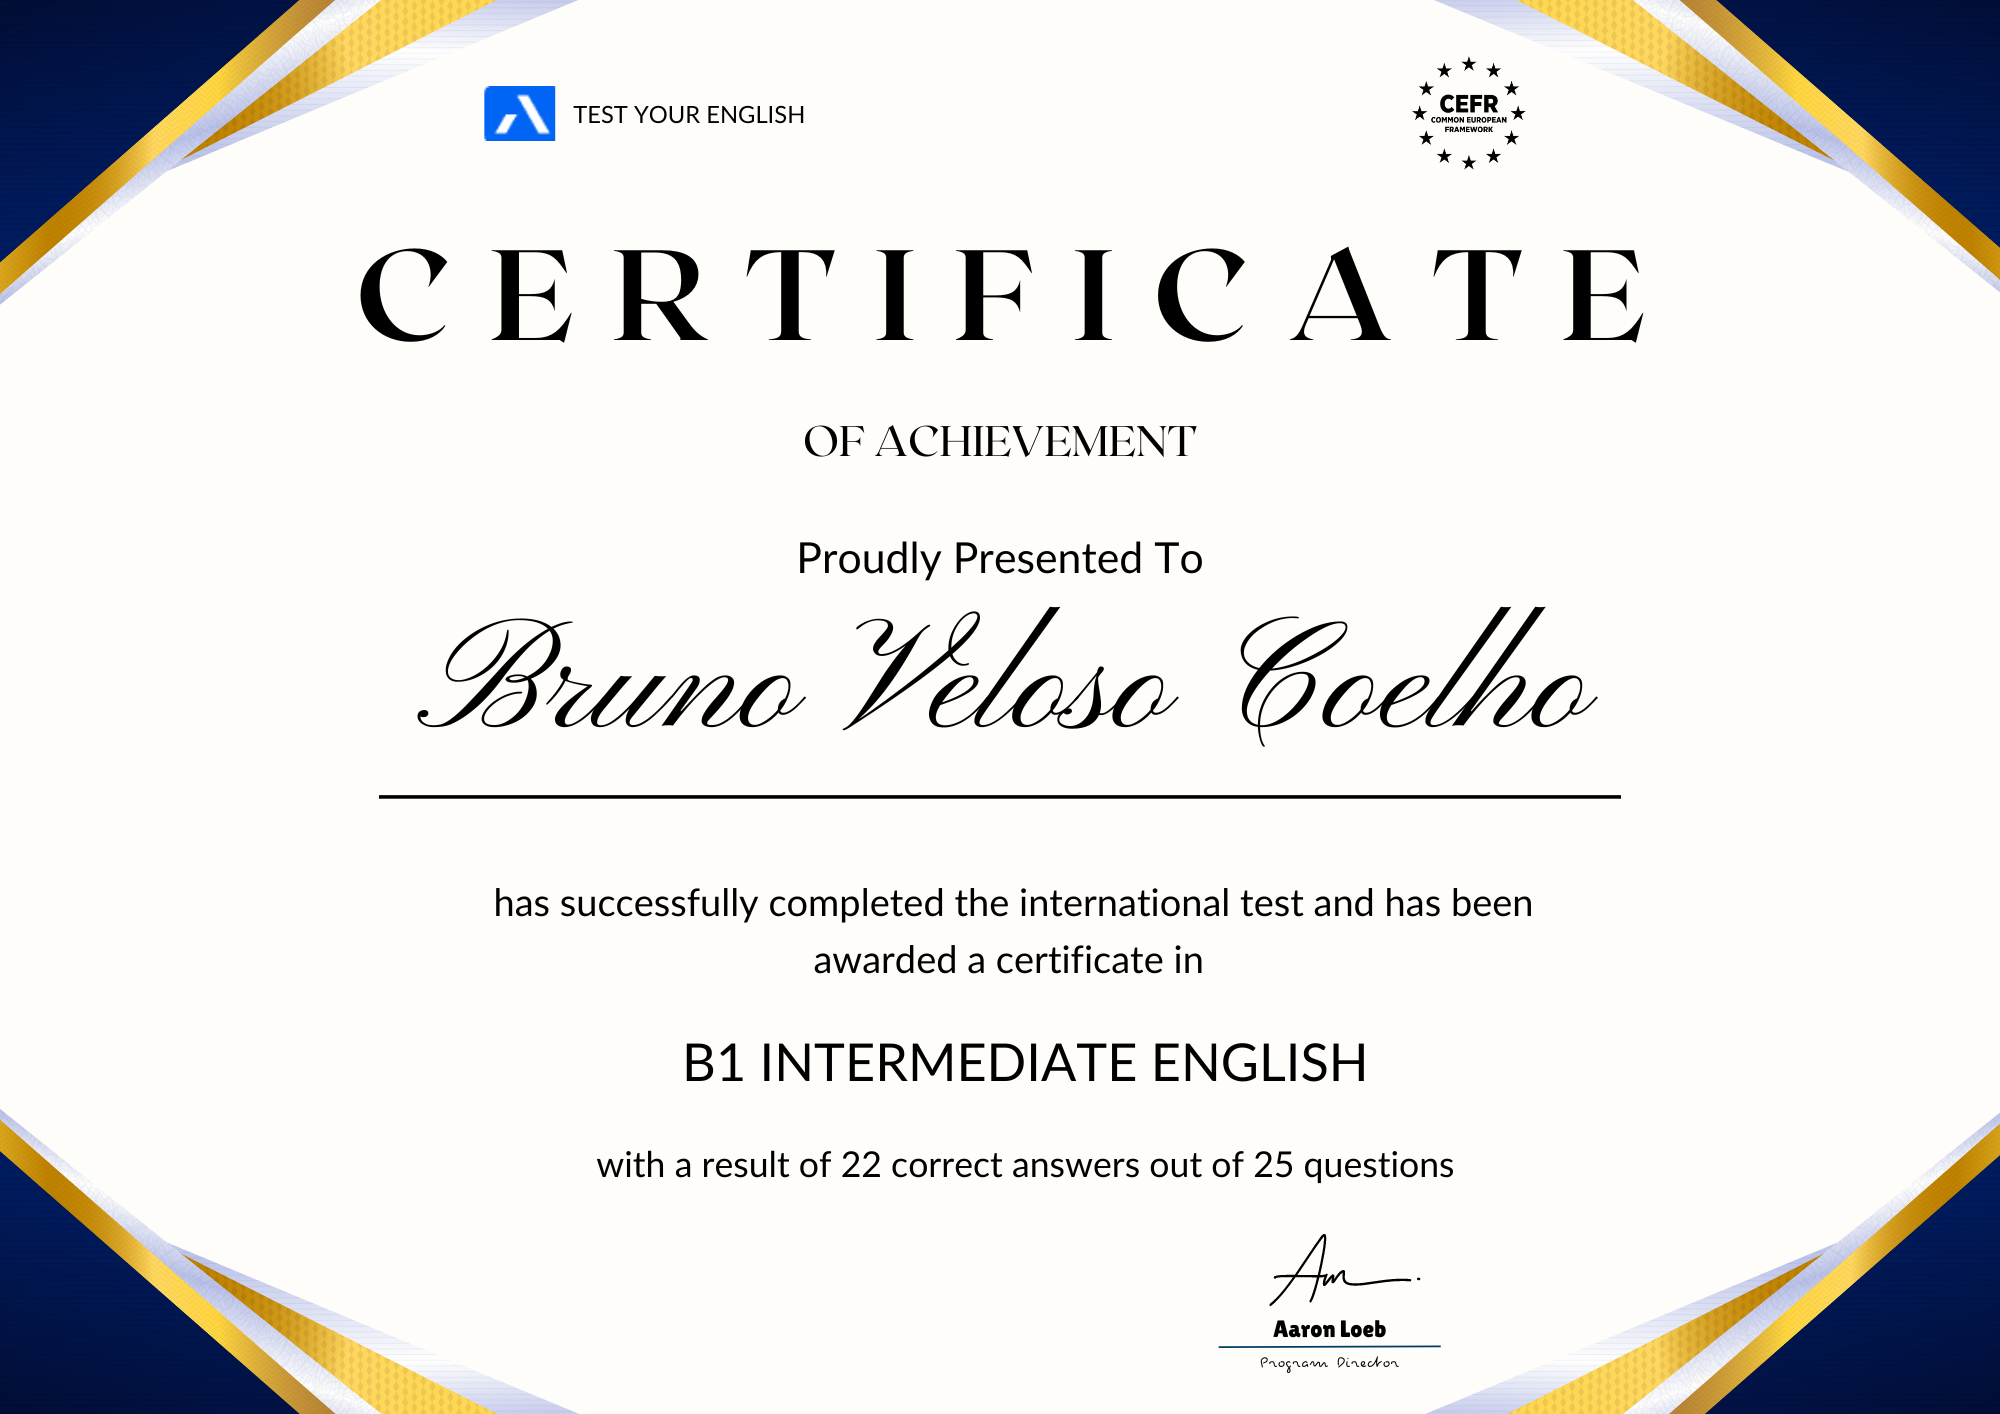 TEST YOUR ENGLISH
CEFR
COMMON EUROPEAN
FRAMEWORK
CERTIFICATE
OF ACHIEVEMENT
Proudly Presented To
Bruno Veloso Coelho
has successfully completed the international test and has been
awarded a certificate in
B1 INTERMEDIATE ENGLISH
with a result of 22 correct answers out of 25 questions
Aaron Loeb
Program Director